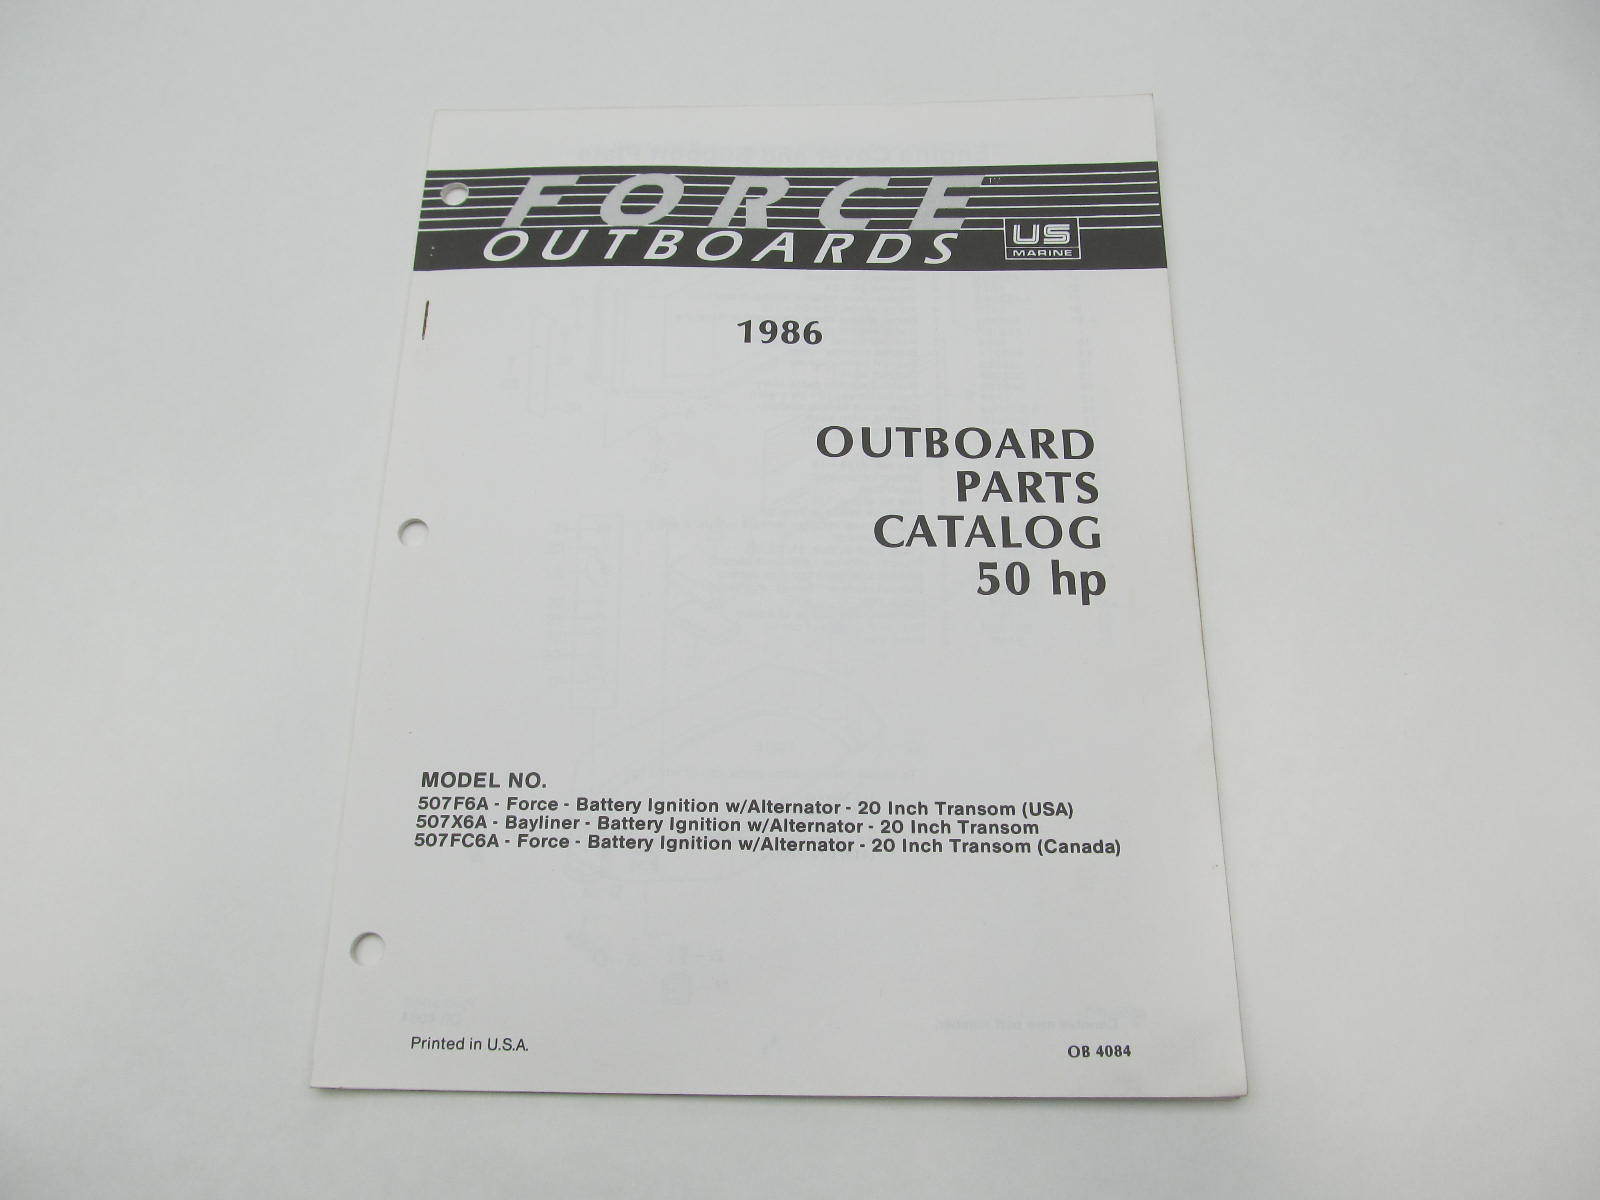 FORCE
OUTBOARDS
US
MARINE
1986
OUTBOARD
PARTS
CATALOG
50 hp
MODEL NO.
507F6A - Force - Battery Ignition w/Alternator - 20 Inch Transom (USA)
507X6A - Bayliner - Battery Ignition w/Alternator - 20 Inch Transom
507FC6A - Force - Battery Ignition w/Alternator - 20 Inch Transom (Canada)
Printed in U.S.A.
OB 4084